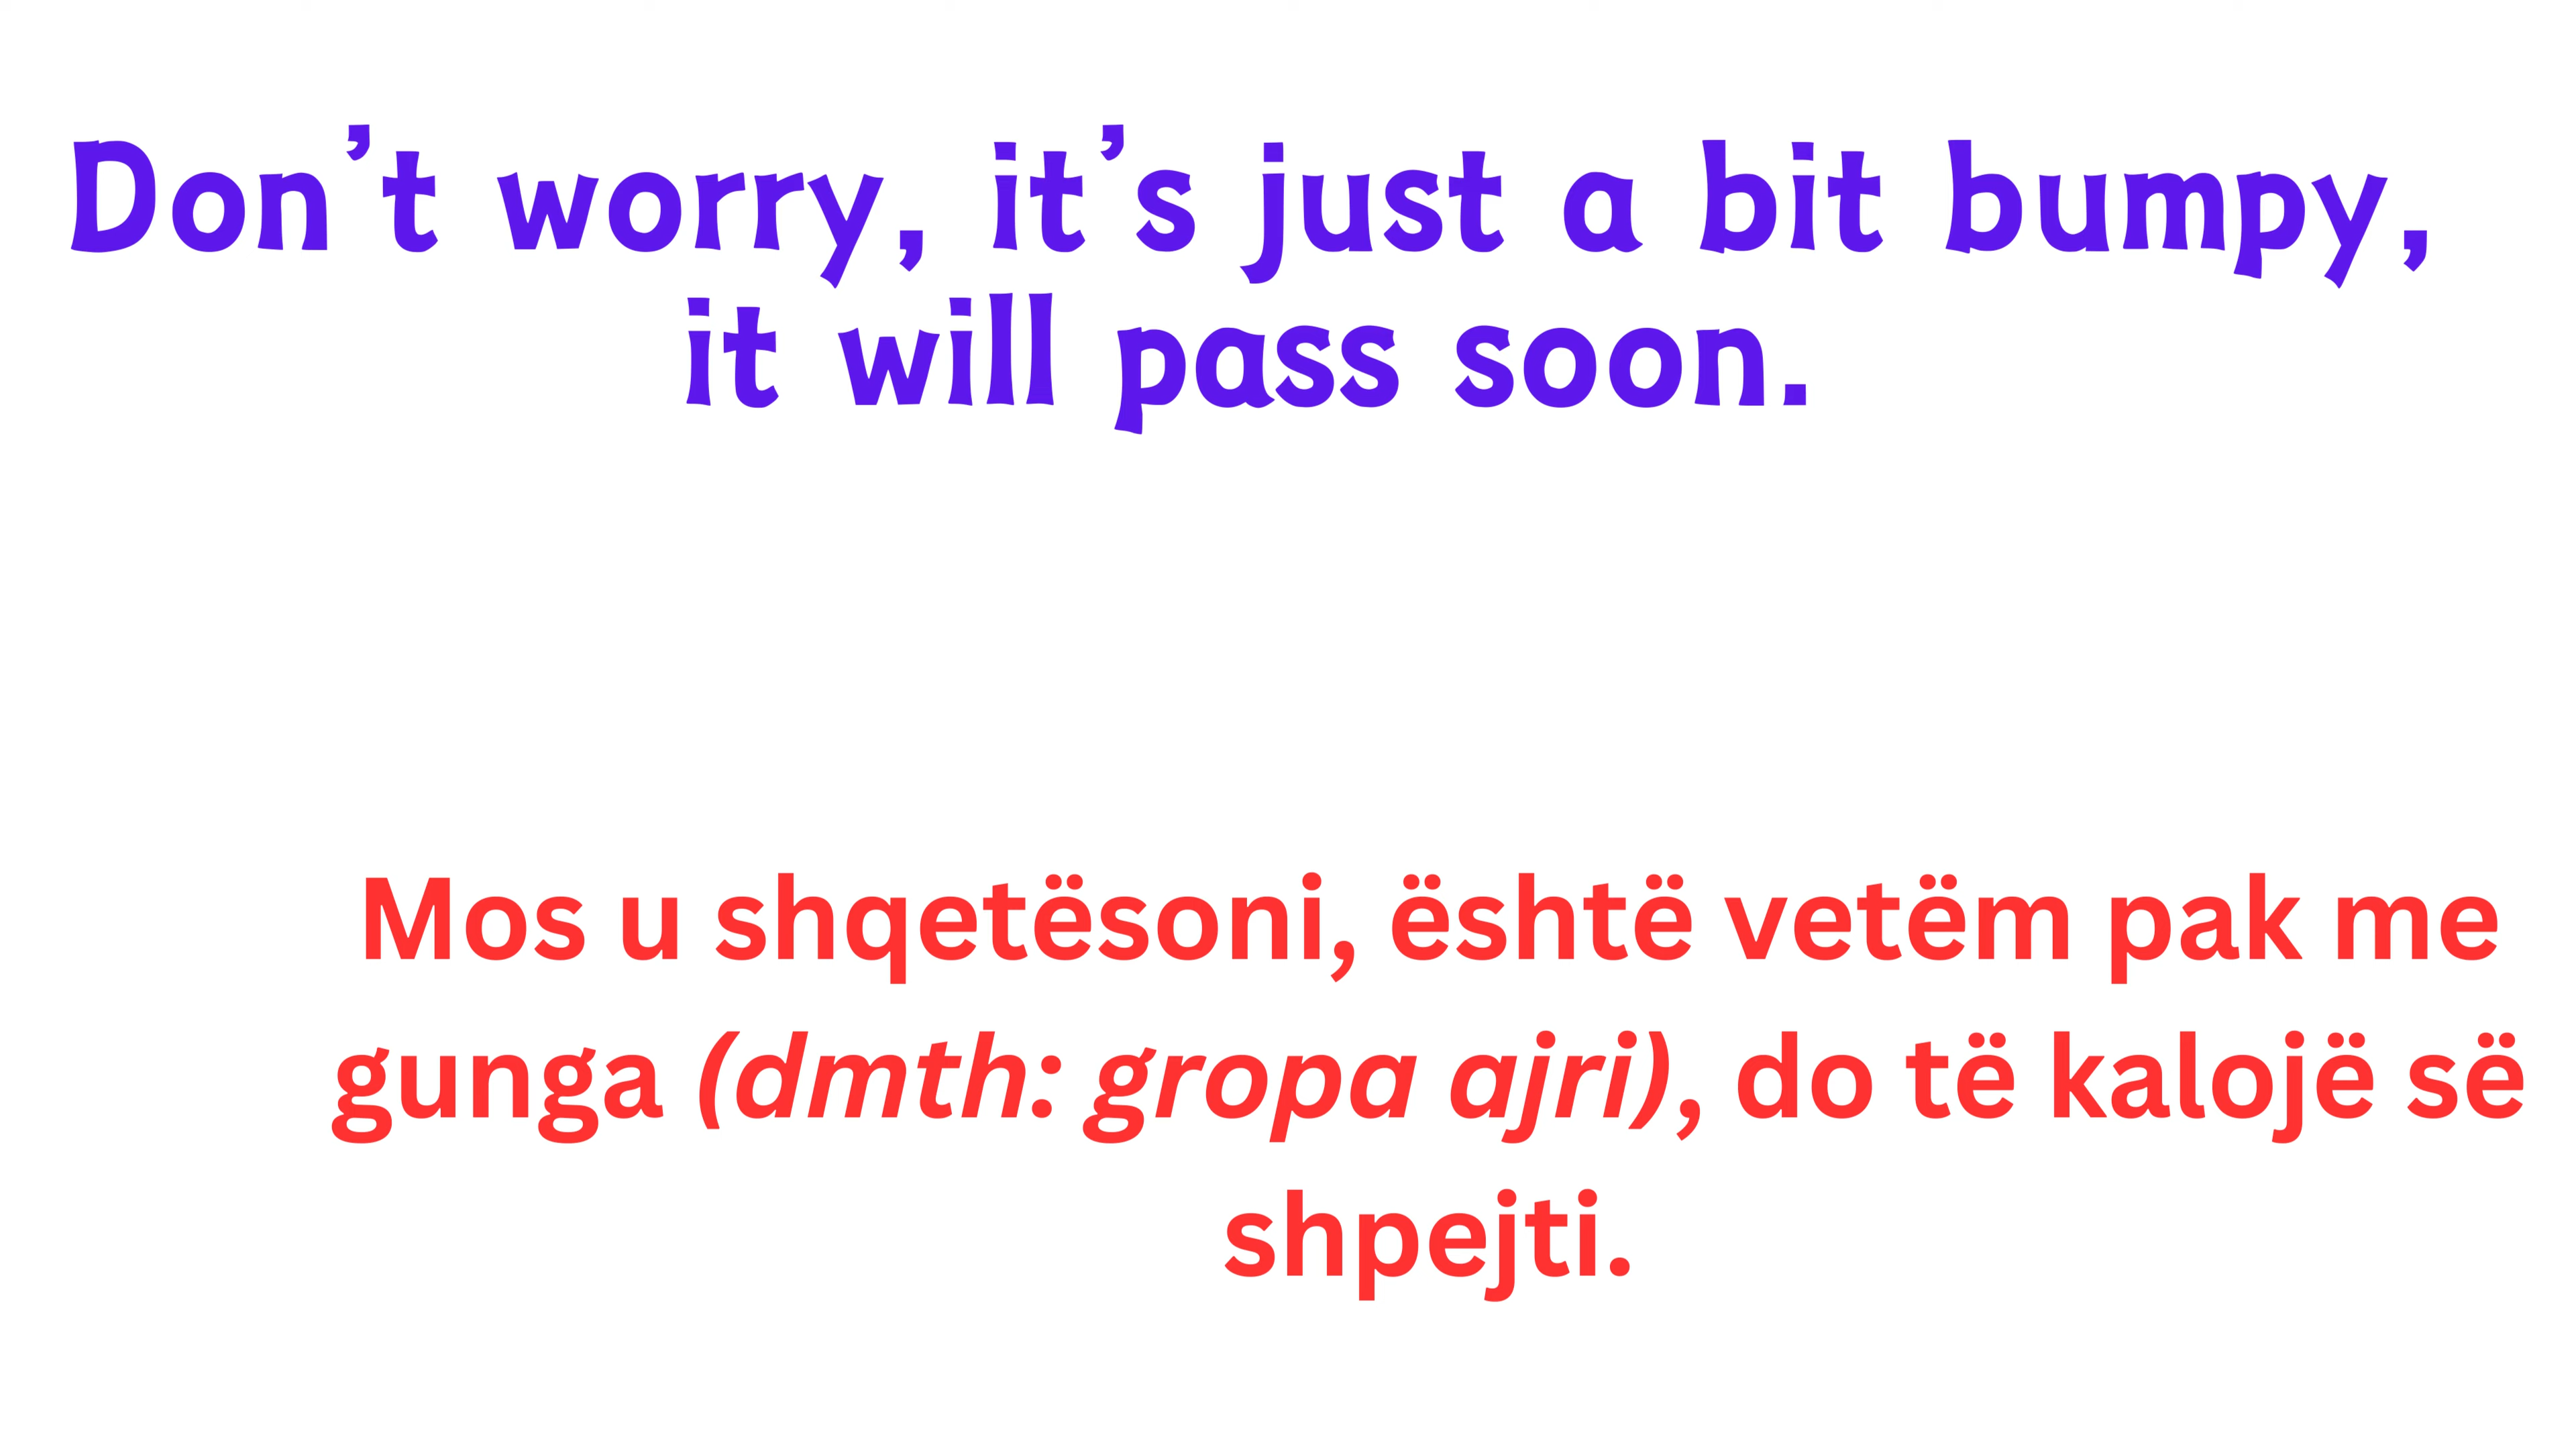 Don’t worry, it’s just a bit bumpy,
it will pass soon.
Mos u shqetësoni, është vetëm pak me
gunga (dmth: gropa ajri), do të kalojë së
shpejti.